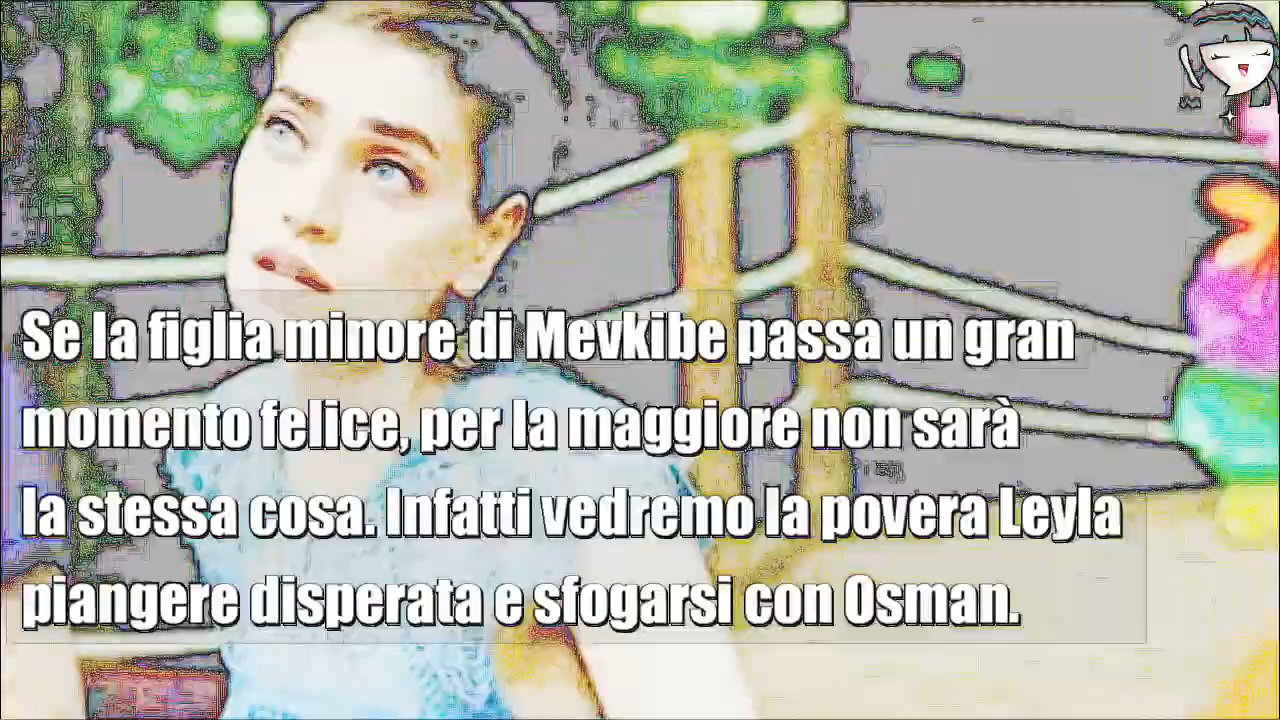 Se la figlia minore di Mevkibe passa un gran
momento felice, per la maggiore non sarà
la stessa cosa. Infatti vedremo la povera Leyla
piangere disperata e sfogarsi con Osman.